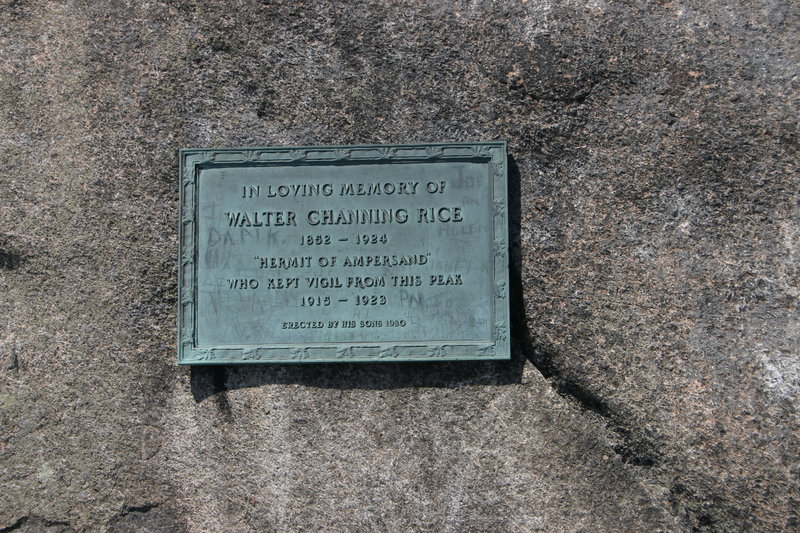 IN LOVING MEMORY OF
WALTER CHANNING RICE
1852 – 1924
"HERMIT OF AMPERSAND"
WHO KEPT VIGIL FROM THIS PEAK
1915 – 1923
ERECTED BY HIS SONS 1930